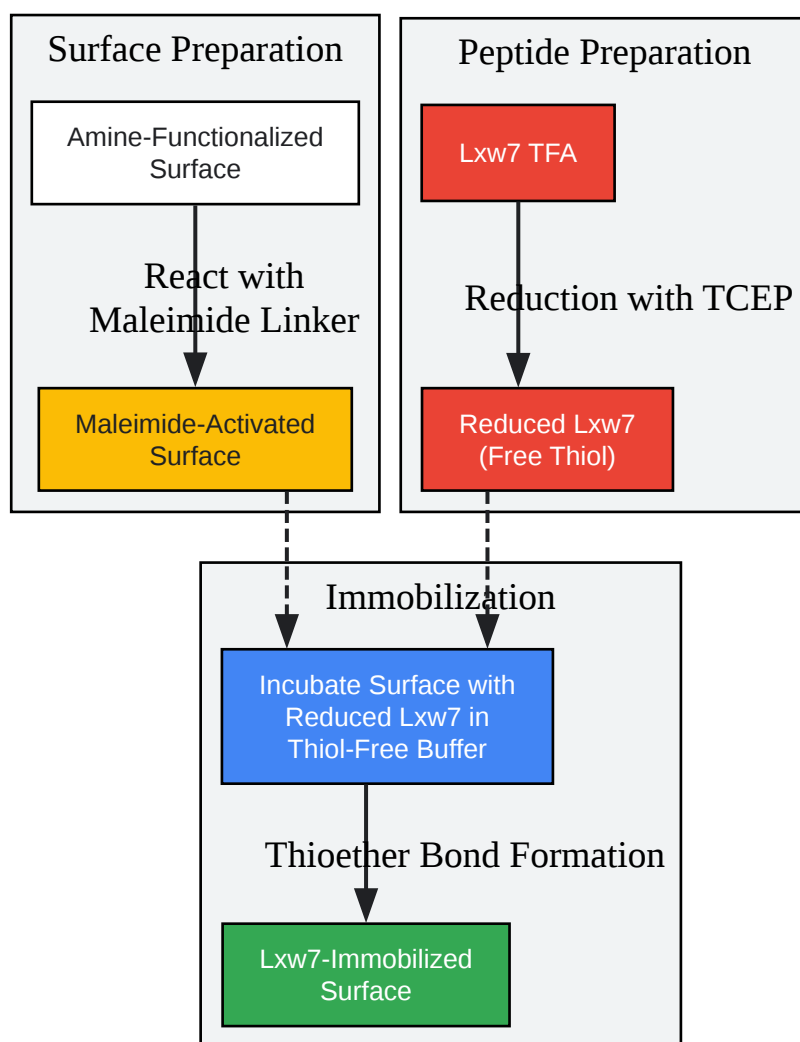 Surface Preparation
Amine-Functionalized
Surface
React with
Maleimide Linker
Maleimide-Activated
Surface
Peptide Preparation
Lxw7 TFA
Reduction with TCEP
Reduced Lxw7
(Free Thiol)
Immobilization
Incubate Surface with
Reduced Lxw7 in
Thiol-Free Buffer
Thioether Bond Formation
Lxw7-Immobilized
Surface